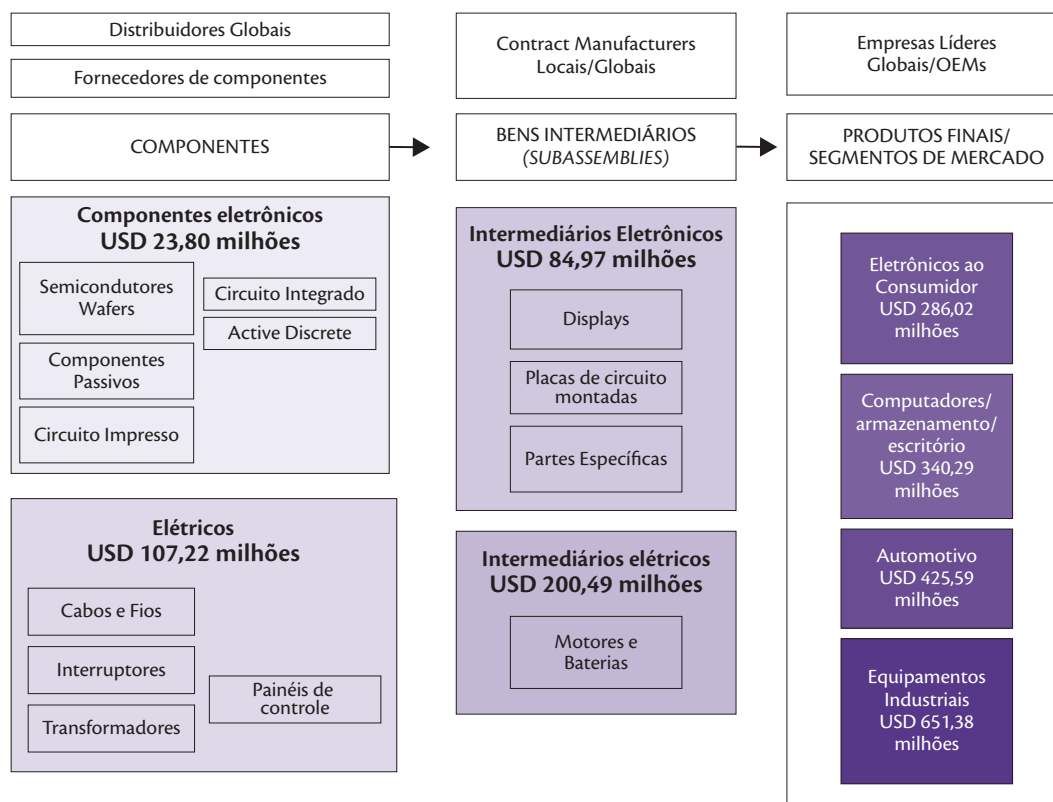 Distribuidores Globais
Fornecedores de componentes
COMPONENTES
Contract Manufacturers
Locais/Globais
BENS INTERMEDIÁRIOS
(SUBASSEMBLIES)
Empresas Líderes
Globais/OEMs
PRODUTOS FINAIS/
SEGMENTOS DE MERCADO
Componentes eletrônicos
USD 23,80 milhões
Semicondutores
Wafers
Circuito Integrado
Active Discrete
Componentes
Passivos
Circuito Impresso
Elétricos
USD 107,22 milhões
Cabos e Fios
Interruptores
Transformadores
Painéis de
controle
Intermediários Eletrônicos
USD 84,97 milhões
Displays
Placas de circuito
montadas
Partes Específicas
Intermediários elétricos
USD 200,49 milhões
Motores e
Baterias
Eletrônicos ao
Consumidor
USD 286,02
milhões
Computadores/
armazenamento/
escritório
USD 340,29
milhões
Automotivo
USD 425,59
milhões
Equipamentos
Industriais
USD 651,38
milhões